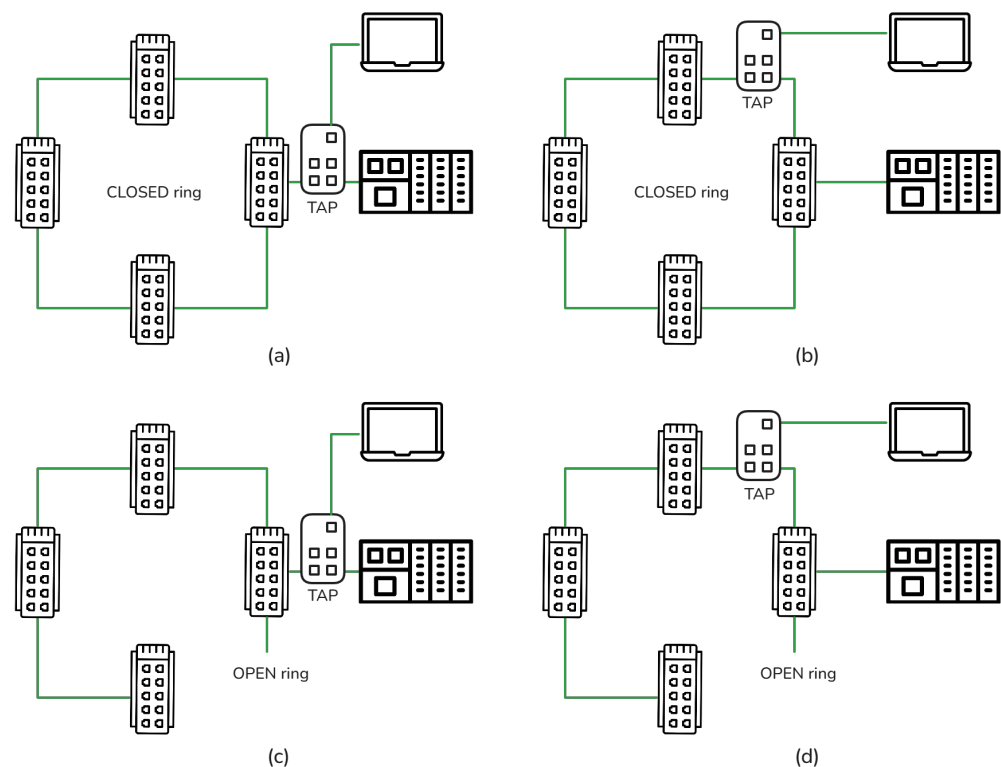 CLOSED ring
TAP
(a)
TAP
CLOSED ring
(b)
TAP
OPEN ring
(c)
TAP
OPEN ring
(d)